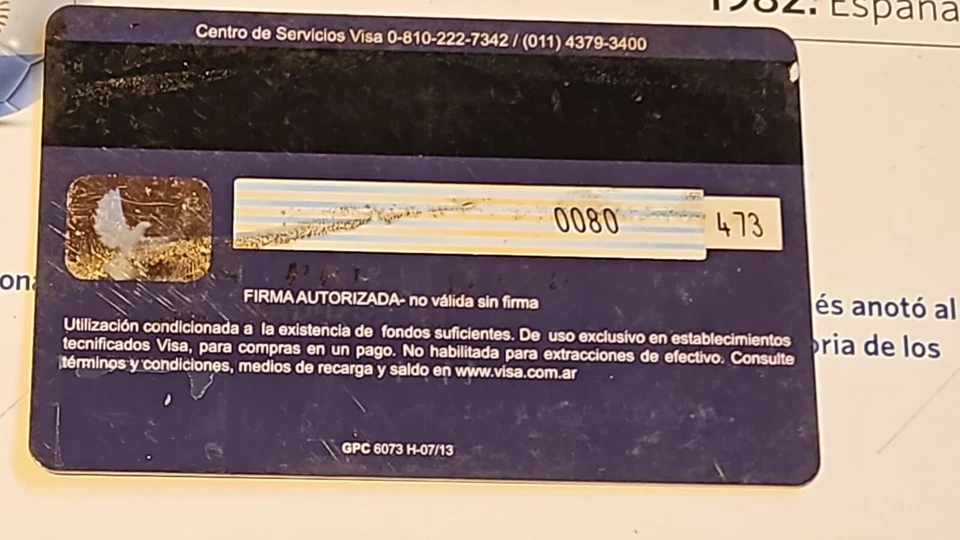 1982. España
Centro de Servicios Visa 0-810-222-7342 / (011) 4379-3400
0080 473
FIRMA AUTORIZADA- no válida sin firma
Utilización condicionada a la existencia de fondos suficientes. De uso exclusivo en establecimientos
tecnificados Visa, para compras en un pago. No habilitada para extracciones de efectivo. Consulte
términos y condiciones, medios de recarga y saldo en www.visa.com.ar
GPC 6073 H-07/13
és anotó al
de los